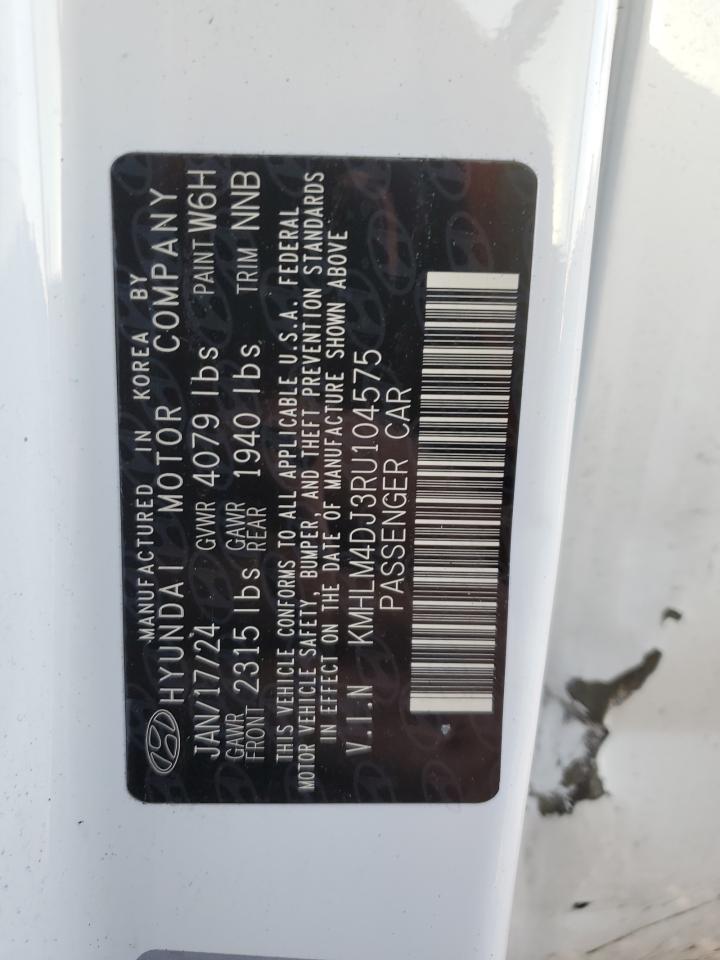 MANUFACTURED IN KOREA BY
HYUNDAI MOTOR COMPANY
JAN/17/24 GVWR 4079 lbs PAINT W6H
GAWR FRONT 2315 lbs GAWR REAR 1940 lbs TRIM NNB
THIS VEHICLE CONFORMS TO ALL APPLICABLE U.S.A. FEDERAL
MOTOR VEHICLE SAFETY, BUMPER, AND THEFT PREVENTION STANDARDS
IN EFFECT ON THE DATE OF MANUFACTURE SHOWN ABOVE
V.I.N KMHLM4DJ3RU104575
PASSENGER CAR